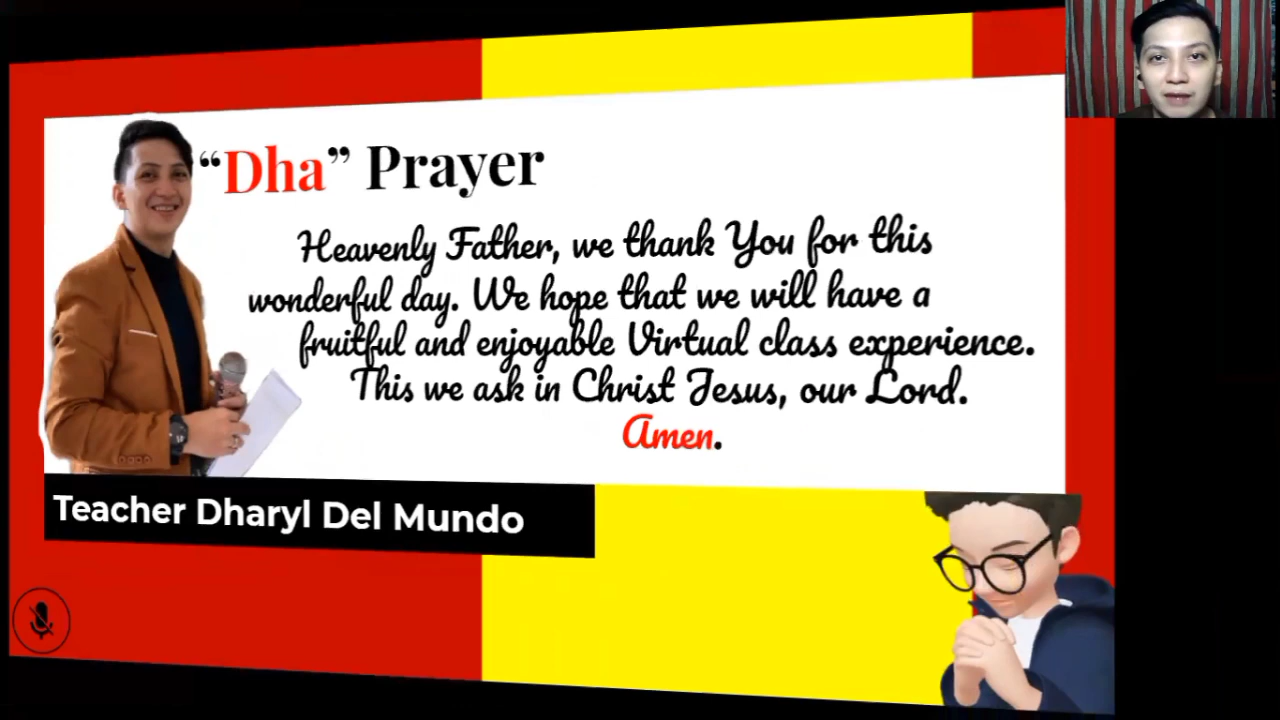 “Dha” Prayer
Heavenly Father, we thank You for this
wonderful day. We hope that we will have a
fruitful and enjoyable Virtual class experience.
This we ask in Christ Jesus, our Lord.
Amen.
Teacher Dharyl Del Mundo